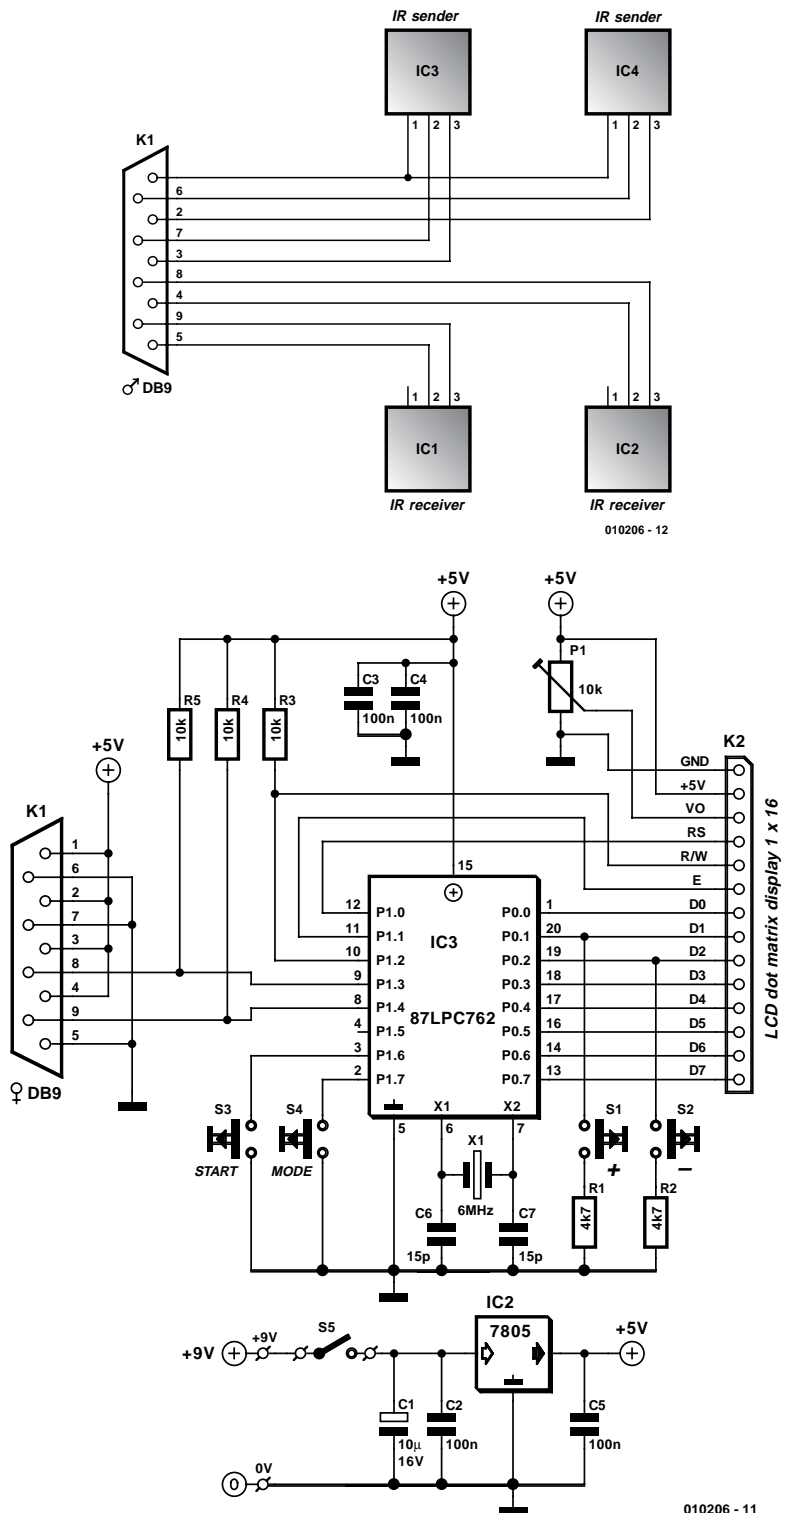 IR sender IR sender
IC3 IC4
1 2 3 1 2 3
K1
6
2
7
3
8
4
9
5
♂ DB9
1 2 3 1 2 3
IC1 IC2
IR receiver IR receiver
010206 - 12
+5V +5V
P1
10k
C3 C4
100n 100n
R5 R4 R3
10k 10k 10k
+5V
K1
1
6
2
7
3
8
4
9
5
♀ DB9
K2
GND
+5V
VO
RS
R/W
E
D0
D1
D2
D3
D4
D5
D6
D7
LCD dot matrix display 1 x 16
15
IC3
87LPC762
12 P1.0 P0.0 1
11 P1.1 P0.1 20
10 P1.2 P0.2 19
9 P1.3 P0.3 18
8 P1.4 P0.4 17
4 P1.5 P0.5 16
3 P1.6 P0.6 14
2 P1.7 P0.7 13
X1 X2
5 6 7
S3 S4 S1 S2
START MODE + –
X1
6MHz
R1 R2
4k7 4k7
C6 C7
15p 15p
IC2
7805
+9V +9V S5 +5V
C1 C2 C5
10µ 100n 100n
16V
0 0V
010206 - 11